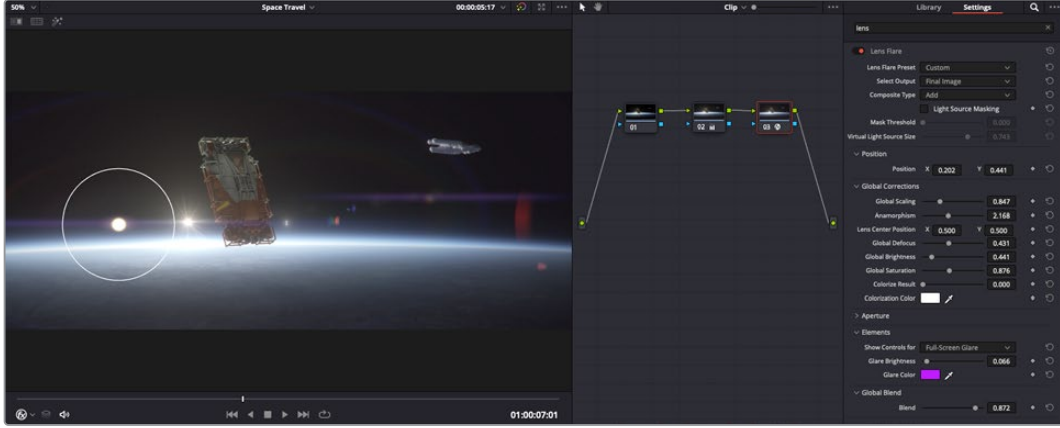 50%
Space Travel
00:00:05:17
Clip
Library
Settings
lens
Lens Flare
Lens Flare Preset Custom
Select Output Final Image
Composite Type Add
Light Source Masking
Mask Threshold 0.000
Virtual Light Source Size 0.743
Position
Position X 0.202 Y 0.441
Global Corrections
Global Scaling 0.847
Anamorphism 2.168
Lens Center Position X 0.500 Y 0.500
Global Defocus 0.431
Global Brightness 0.441
Global Saturation 0.876
Colorize Result 0.000
Colorization Color
Aperture
Elements
Show Controls for Full-Screen Glare
Glare Brightness 0.066
Glare Color
Global Blend
Blend 0.872
01
02
03
fx
01:00:07:01